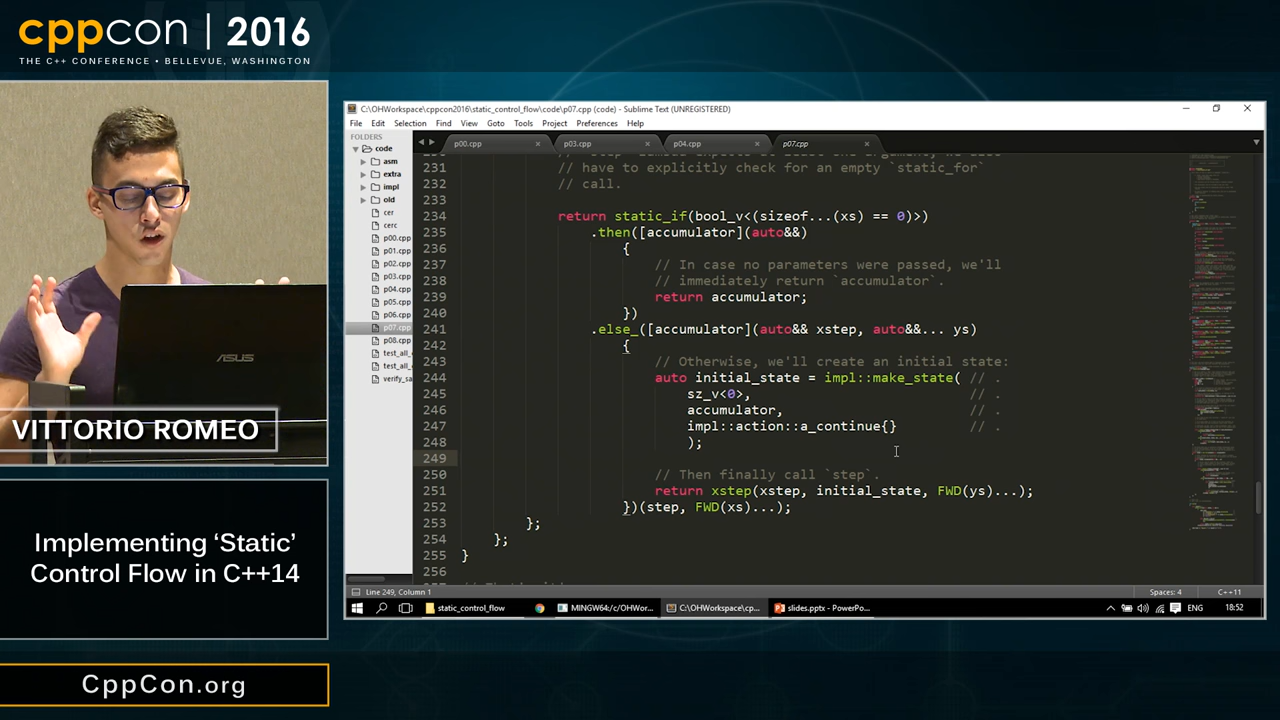 cppcon | 2016
THE C++ CONFERENCE • BELLEVUE, WASHINGTON
C:\OHWorkspace\cppcon2016\static_control_flow\code\p07.cpp (code) - Sublime Text (UNREGISTERED)
File Edit Selection Find View Goto Tools Project Preferences Help
FOLDERS
code
asm
extra
impl
old
cer
cerc
p00.cpp
p01.cpp
p02.cpp
p03.cpp
p04.cpp
p05.cpp
p06.cpp
p07.cpp
p08.cpp
test_all_
test_all_
verify_sa
p00.cpp p03.cpp p04.cpp p07.cpp
231 // have to explicitly check for an empty `static_for`
232 // call.
233
234 return static_if(bool_v<(sizeof...(xs) == 0)>)
235 .then([accumulator](auto&&)
236 {
237 // In case no parameters were passed, we'll
238 // immediately return `accumulator`.
239 return accumulator;
240 })
241 .else_([accumulator](auto&& xstep, auto&&... ys)
242 {
243 // Otherwise, we'll create an initial state:
244 auto initial_state = impl::make_state( // .
245 sz_v<0>, // .
246 accumulator, // .
247 impl::action::a_continue{} // .
248 );
249
250 // Then finally call `step`.
251 return xstep(xstep, initial_state, FWD(ys)...);
252 })(step, FWD(xs)...);
253 };
254 };
255 }
256
Line 249, Column 1 Spaces: 4 C++11
static_control_flow MINGW64:/c/OHWor... C:\OHWorkspace\cp... slides.pptx - PowerPo... ENG 18:52
ASUS
VITTORIO ROMEO
Implementing ‘Static’
Control Flow in C++14
CppCon.org